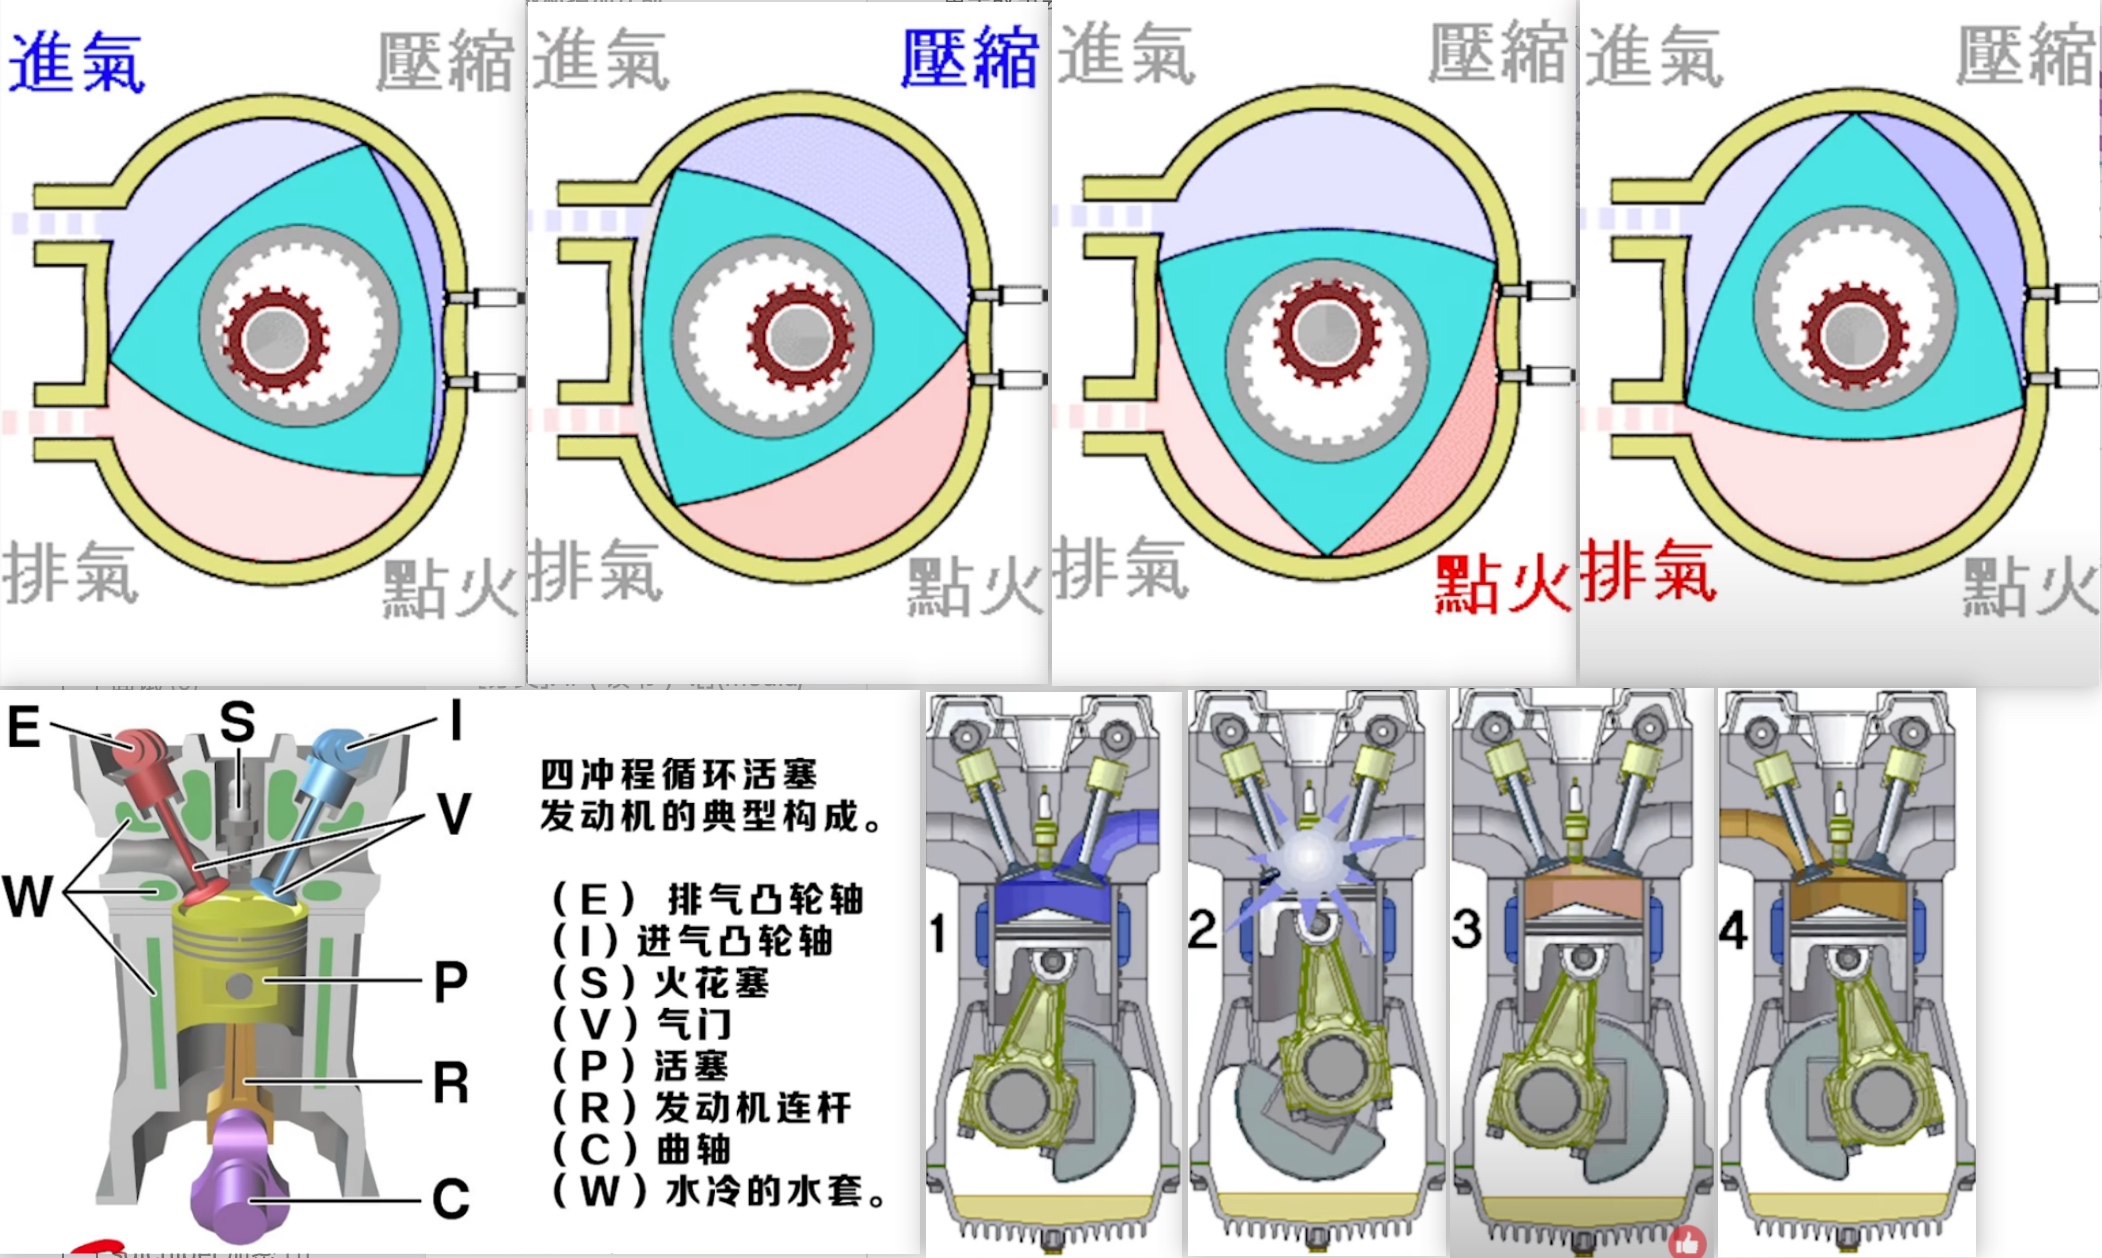 進氣 壓縮 進氣 壓縮 進氣 壓縮 進氣 壓縮
排氣 點火 排氣 點火 排氣 點火 排氣 點火
E S I
V
W
P
R
C
四冲程循环活塞
发动机的典型构成。
（E） 排气凸轮轴
（I）进气凸轮轴
（S）火花塞
（V）气门
（P）活塞
（R）发动机连杆
（C）曲轴
（W）水冷的水套。
1 2 3 4